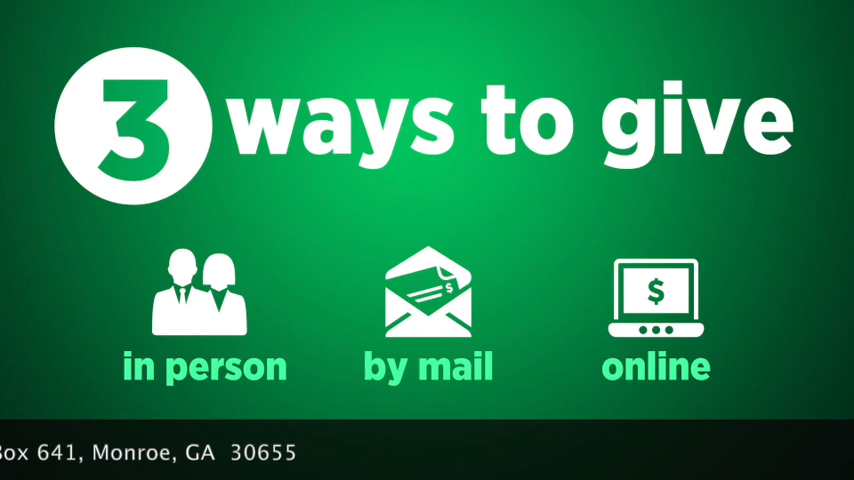 3 ways to give
$ $
in person by mail online
Box 641, Monroe, GA 30655